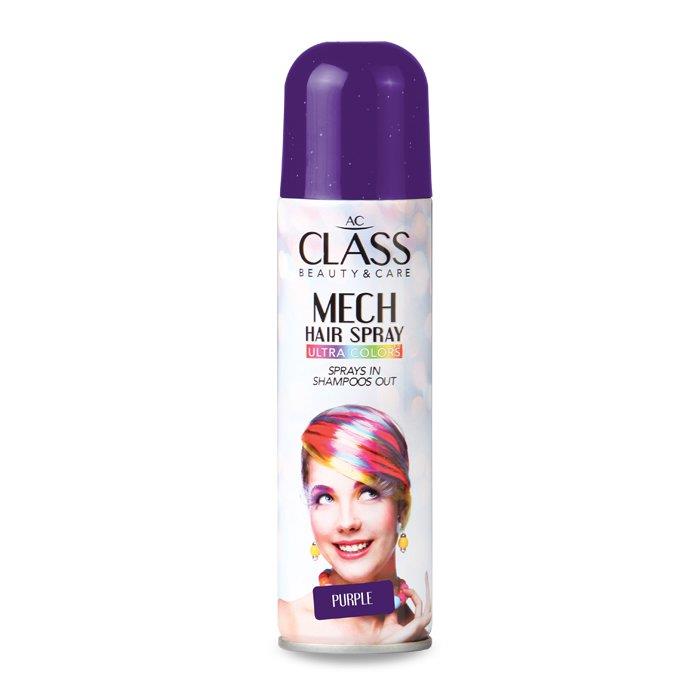 AC
CLASS
BEAUTY & CARE
MECH
HAIR SPRAY
ULTRA COLORS
SPRAYS IN
SHAMPOOS OUT
PURPLE